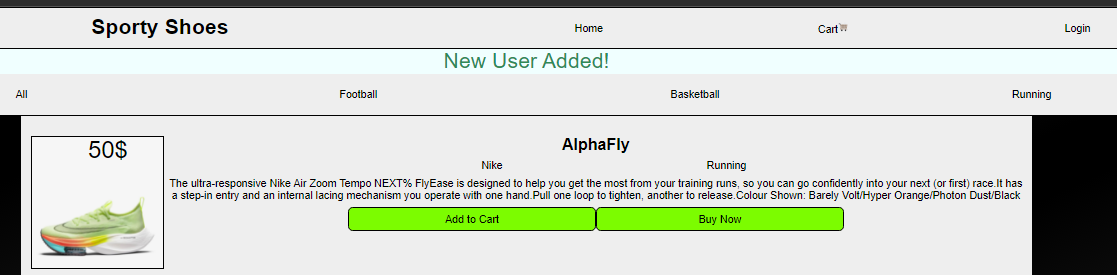 Sporty Shoes Home Cart Login
New User Added!
All Football Basketball Running
50$
AlphaFly
Nike Running
The ultra-responsive Nike Air Zoom Tempo NEXT% FlyEase is designed to help you get the most from your training runs, so you can go confidently into your next (or first) race.It has
a step-in entry and an internal lacing mechanism you operate with one hand.Pull one loop to tighten, another to release.Colour Shown: Barely Volt/Hyper Orange/Photon Dust/Black
Add to Cart Buy Now